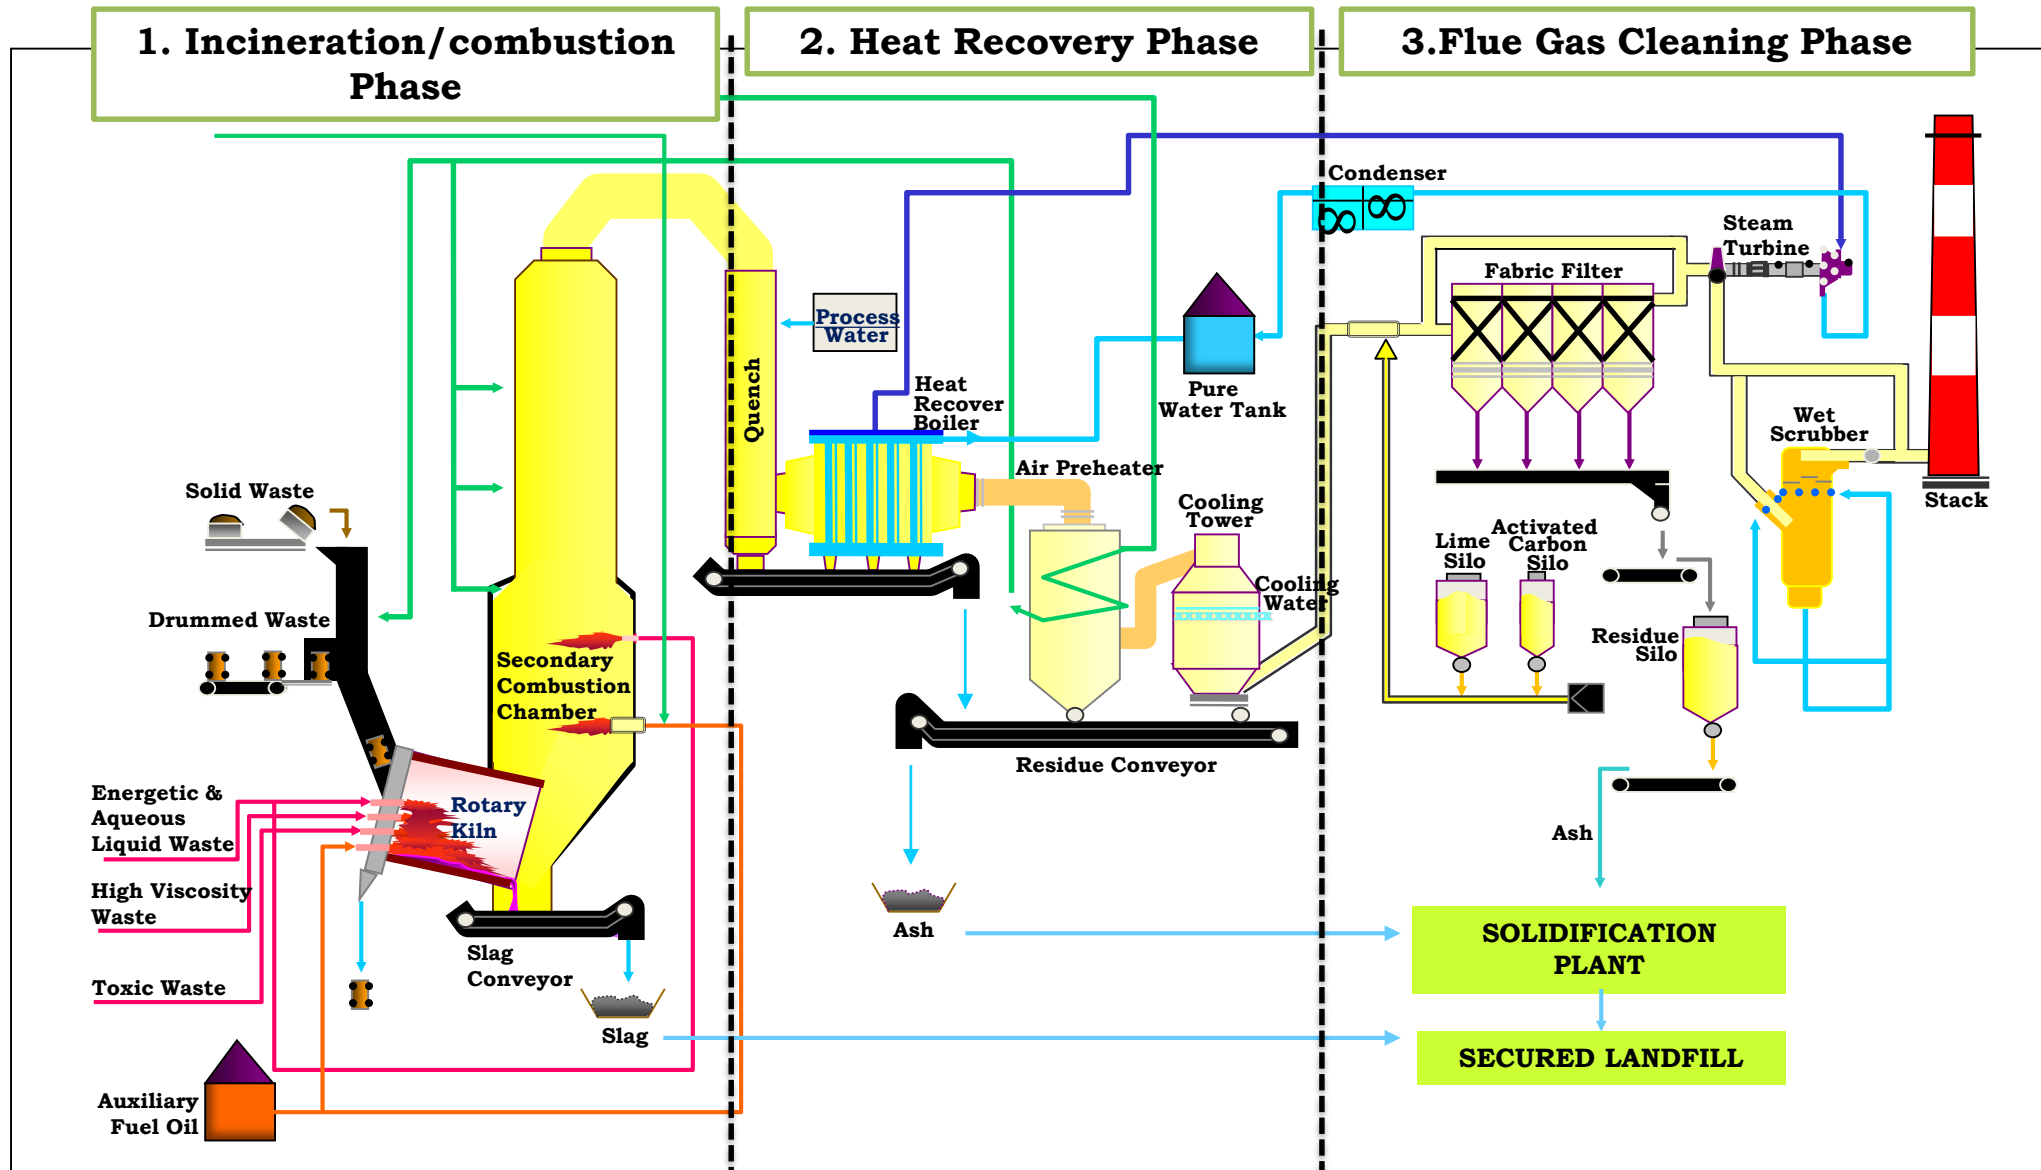 1. Incineration/combustion
Phase
2. Heat Recovery Phase
3.Flue Gas Cleaning Phase
Condenser
Steam
Turbine
Fabric Filter
Process
Water
Quench
Heat
Recover
Boiler
Pure
Water Tank
Wet
Scrubber
Air Preheater
Solid Waste
Cooling
Tower
Stack
Lime
Silo
Activated
Carbon
Silo
Cooling
Water
Drummed Waste
Residue
Silo
Secondary
Combustion
Chamber
Residue Conveyor
Energetic &
Aqueous
Liquid Waste
Rotary
Kiln
Ash
High Viscosity
Waste
Ash
SOLIDIFICATION
PLANT
Slag
Conveyor
Toxic Waste
Slag
SECURED LANDFILL
Auxiliary
Fuel Oil